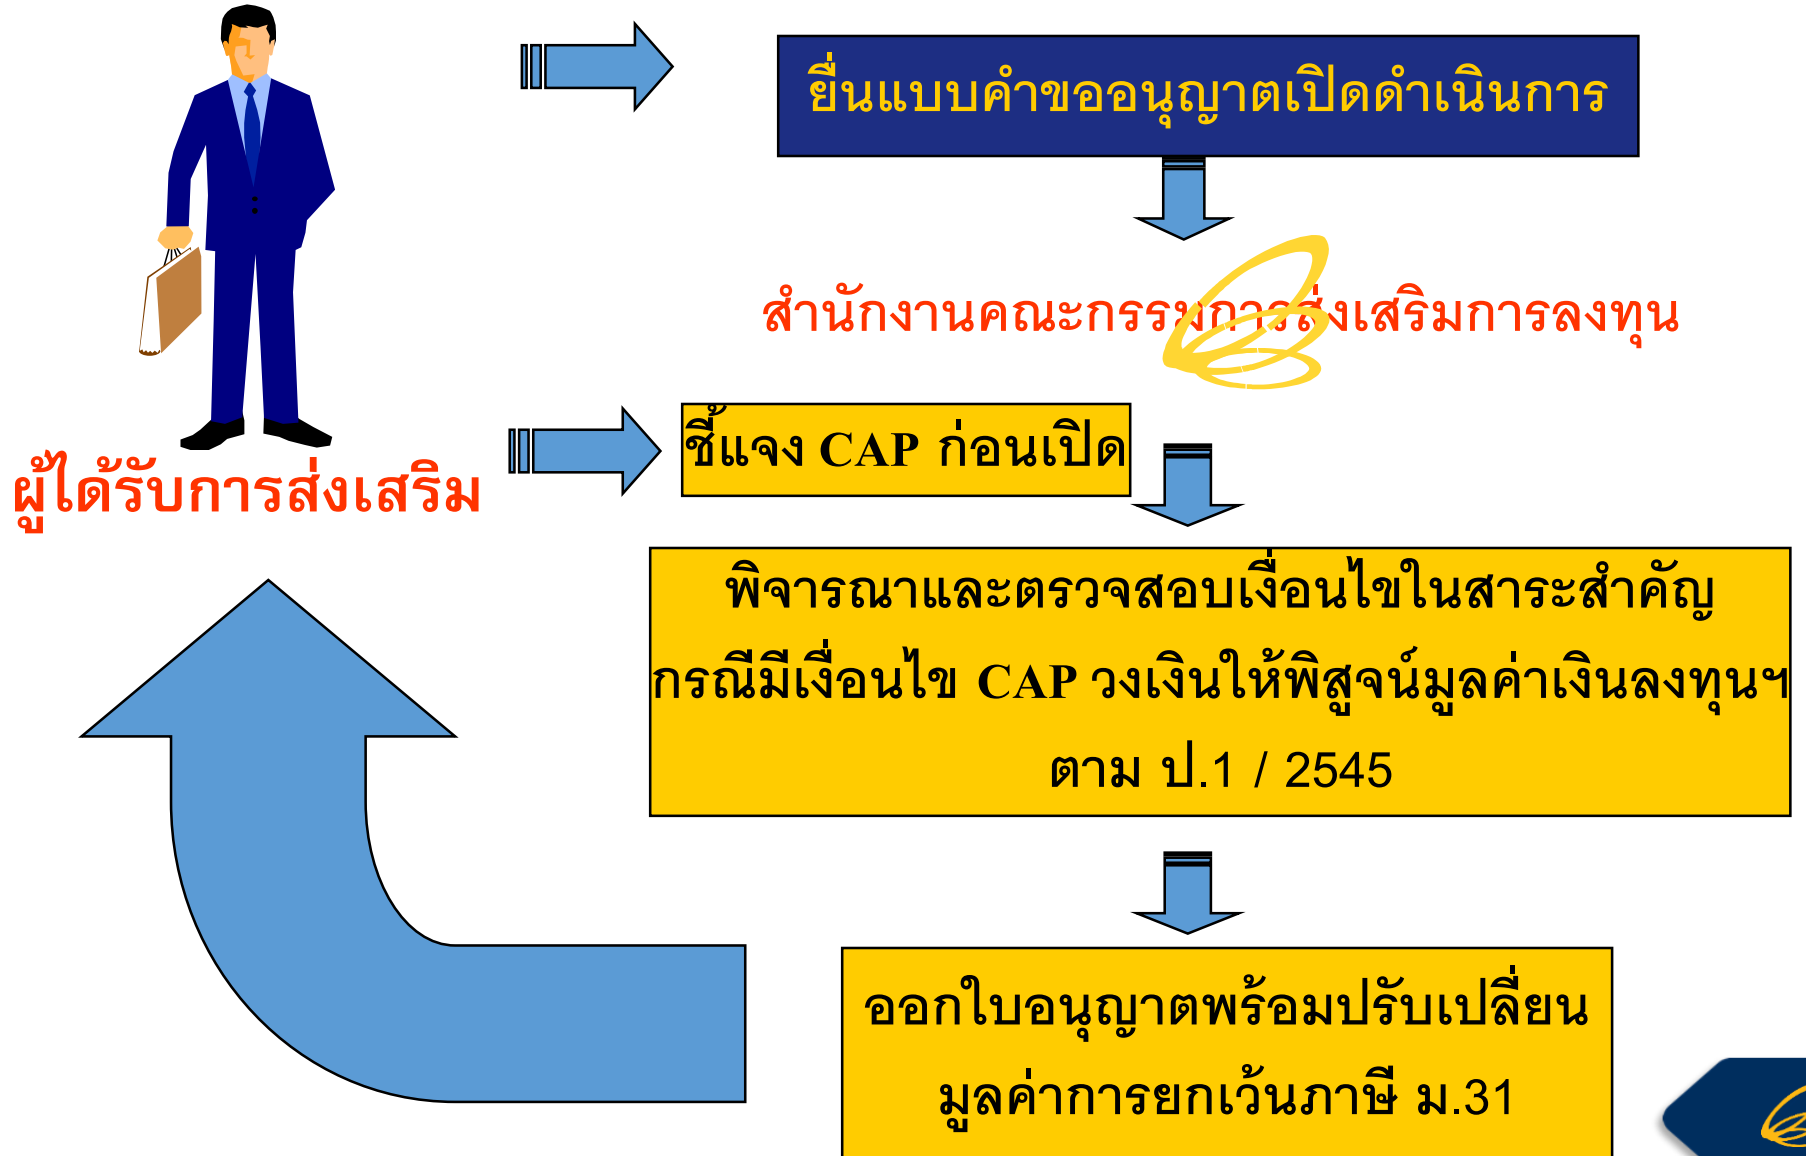 ยื่นแบบคำขออนุญาตเปิดดำเนินการ
สำนักงานคณะกรรมการส่งเสริมการลงทุน
ชี้แจง CAP ก่อนเปิด
ผู้ได้รับการส่งเสริม
พิจารณาและตรวจสอบเงื่อนไขในสาระสำคัญ
กรณีมีเงื่อนไข CAP วงเงินให้พิสูจน์มูลค่าเงินลงทุนฯ
ตาม ป.1 / 2545
ออกใบอนุญาตพร้อมปรับเปลี่ยน
มูลค่าการยกเว้นภาษี ม.31